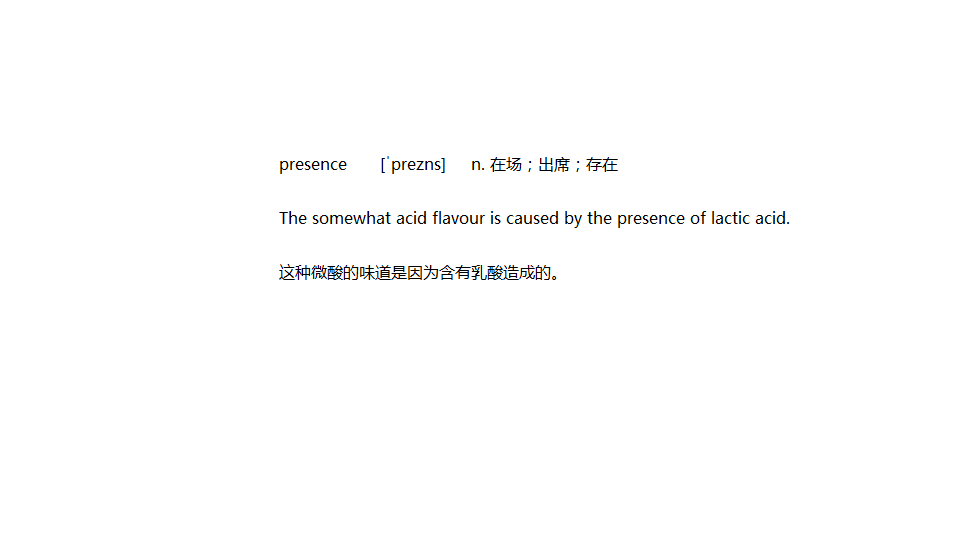 presence [ˈprezns] n. 在场；出席；存在
The somewhat acid flavour is caused by the presence of lactic acid.
这种微酸的味道是因为含有乳酸造成的。